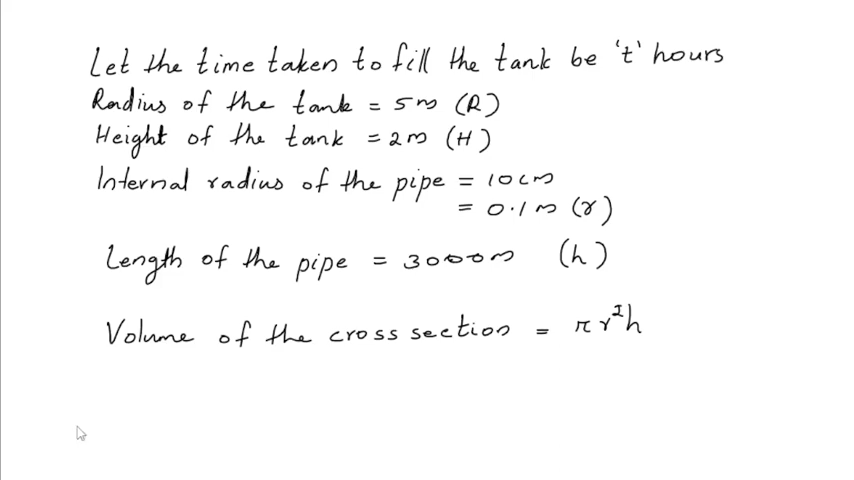 Let the time taken to fill the tank be 't' hours
Radius of the tank = 5m (R)
Height of the tank = 2m (H)
Internal radius of the pipe = 10cm
= 0.1m (r)
Length of the pipe = 3000m (h)
Volume of the cross section = πr²h